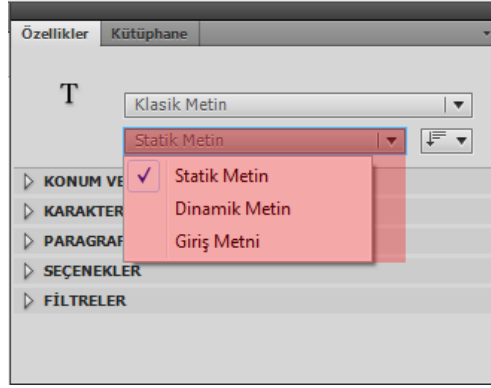 Özellikler Kütüphane
T
Klasik Metin
Statik Metin
Statik Metin
Dinamik Metin
Giriş Metni
KONUM VE
KARAKTER
PARAGRAF
SEÇENEKLER
FİLTRELER